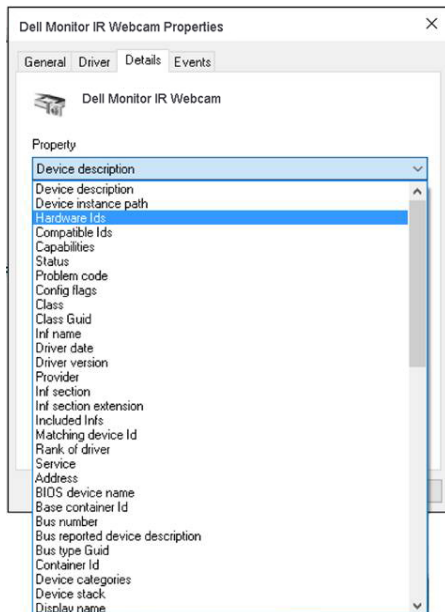 Dell Monitor IR Webcam Properties
General Driver Details Events
Dell Monitor IR Webcam
Property
Device description
Device description
Device instance path
Hardware Ids
Compatible Ids
Capabilities
Status
Problem code
Config flags
Class
Class Guid
Inf name
Driver date
Driver version
Provider
Inf section
Inf section extension
Included Infs
Matching device Id
Rank of driver
Service
Address
BIOS device name
Base container Id
Bus number
Bus reported device description
Bus type Guid
Container Id
Device categories
Device stack
Display name